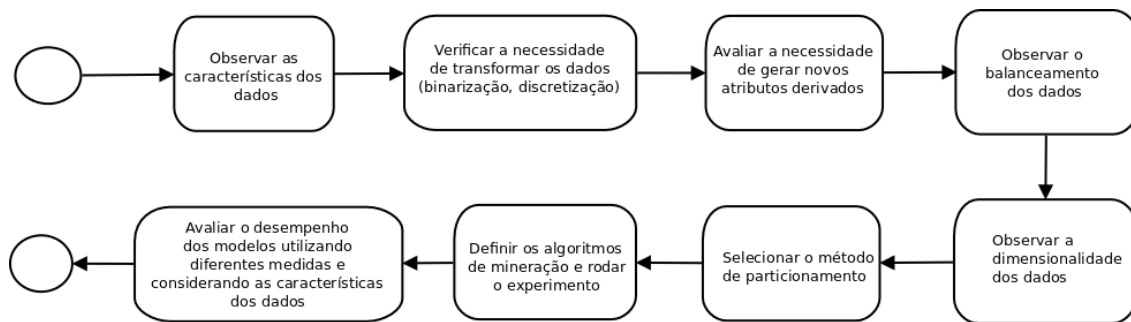 Observar as
características dos
dados
Verificar a necessidade
de transformar os dados
(binarização, discretização)
Avaliar a necessidade
de gerar novos
atributos derivados
Observar o
balanceamento
dos dados
Observar a
dimensionalidade
dos dados
Selecionar o método
de particionamento
Definir os algoritmos
de mineração e rodar
o experimento
Avaliar o desempenho
dos modelos utilizando
diferentes medidas e
considerando as características
dos dados